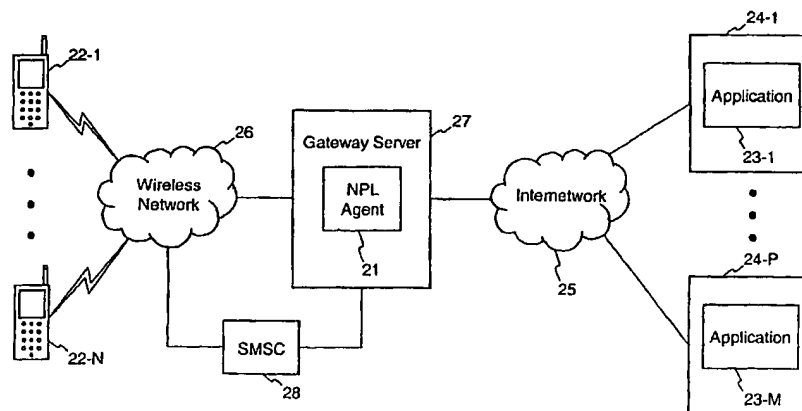 24-1
22-1
Application
26
27
Gateway Server
23-1
Wireless
Network
NPL
Agent
Internetwork
21
25
24-P
SMSC
Application
22-N
28
23-M